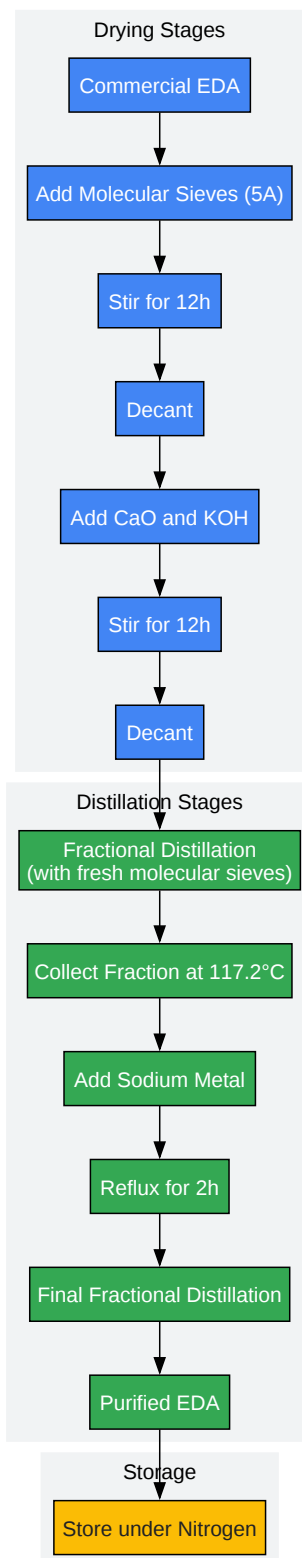 Drying Stages
Commercial EDA
Add Molecular Sieves (5A)
Stir for 12h
Decant
Add CaO and KOH
Stir for 12h
Decant
Distillation Stages
Fractional Distillation
(with fresh molecular sieves)
Collect Fraction at 117.2°C
Add Sodium Metal
Reflux for 2h
Final Fractional Distillation
Purified EDA
Storage
Store under Nitrogen